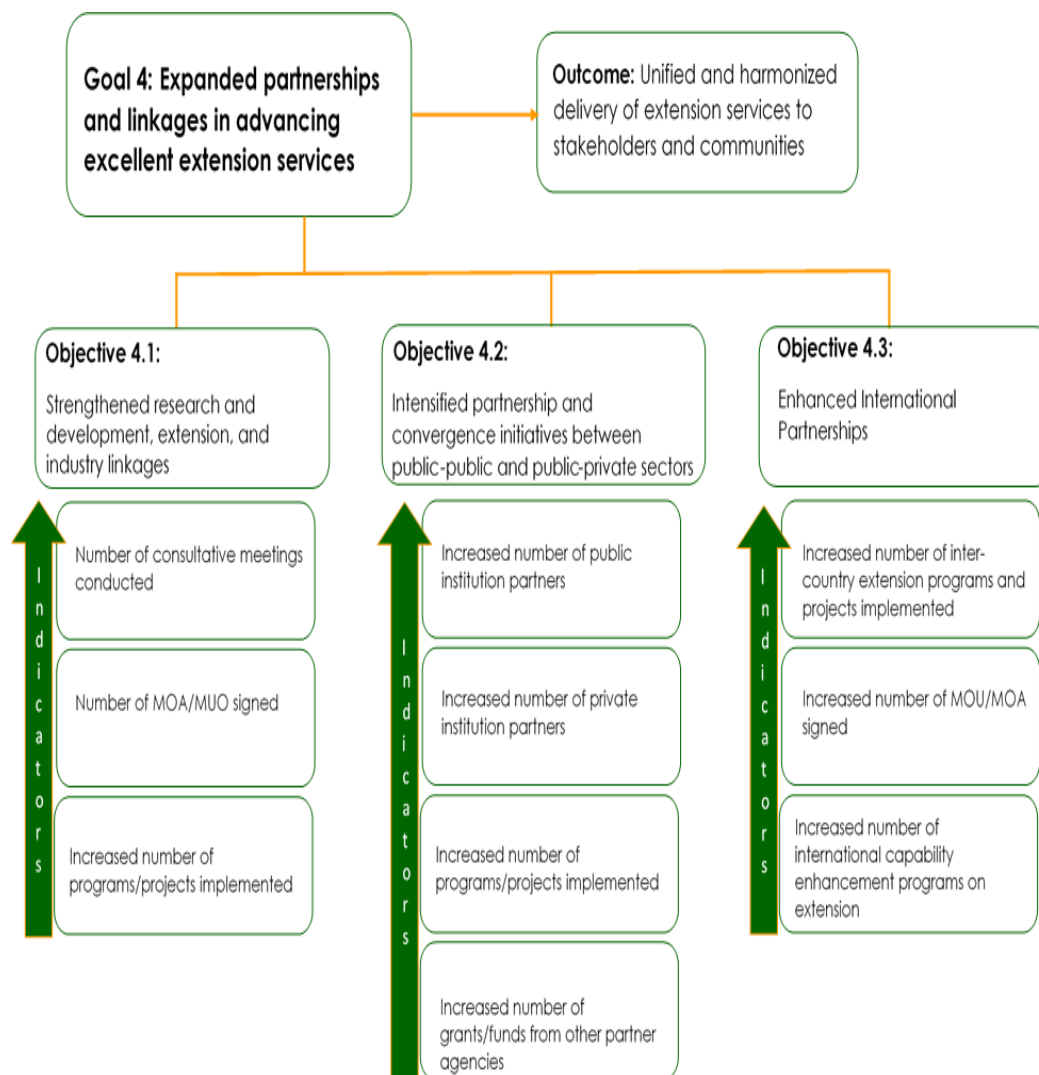 Goal 4: Expanded partnerships
and linkages in advancing
excellent extension services
Outcome: Unified and harmonized
delivery of extension services to
stakeholders and communities
Objective 4.1:
Strengthened research and
development, extension, and
industry linkages
Objective 4.2:
Intensified partnership and
convergence initiatives between
public-public and public-private sectors
Objective 4.3:
Enhanced International
Partnerships
Indicators
Number of consultative meetings
conducted
Number of MOA/MUO signed
Increased number of
programs/projects implemented
Indicators
Increased number of public
institution partners
Increased number of private
institution partners
Increased number of
programs/projects implemented
Increased number of
grants/funds from other partner
agencies
Indicators
Increased number of inter-
country extension programs and
projects implemented
Increased number of MOU/MOA
signed
Increased number of
international capability
enhancement programs on
extension